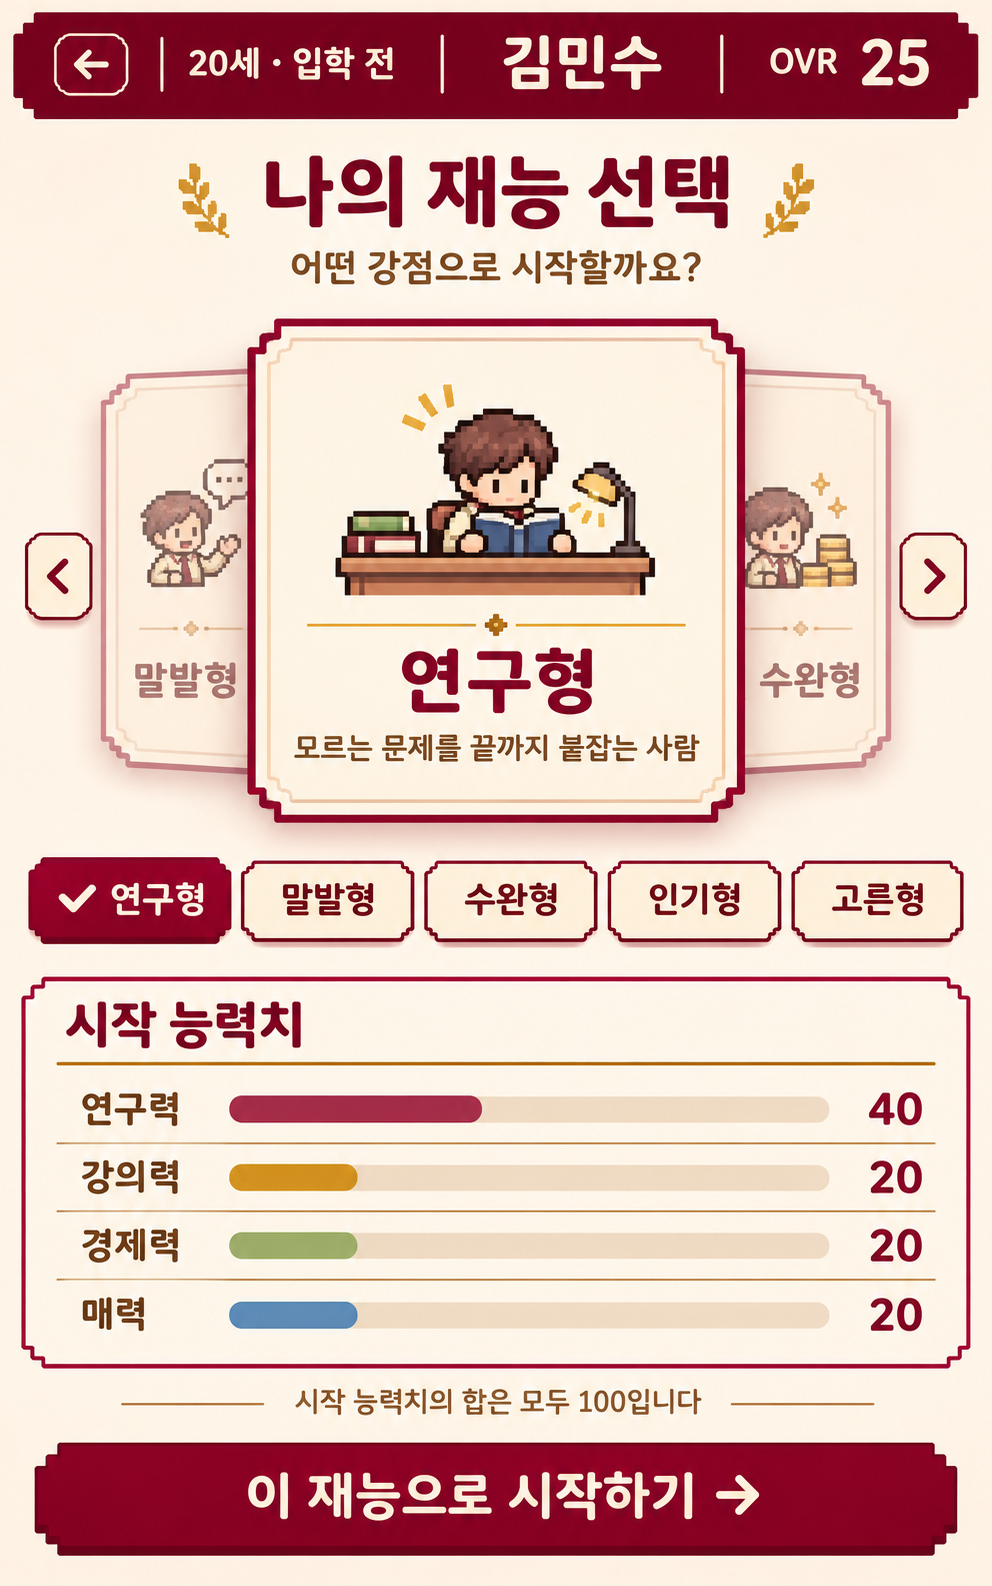 20세 · 입학 전
김민수
OVR 25
나의 재능 선택
어떤 강점으로 시작할까요?
말발형
연구형
모르는 문제를 끝까지 붙잡는 사람
수완형
연구형
말발형
수완형
인기형
고른형
시작 능력치
연구력 40
강의력 20
경제력 20
매력 20
시작 능력치의 합은 모두 100입니다
이 재능으로 시작하기 →